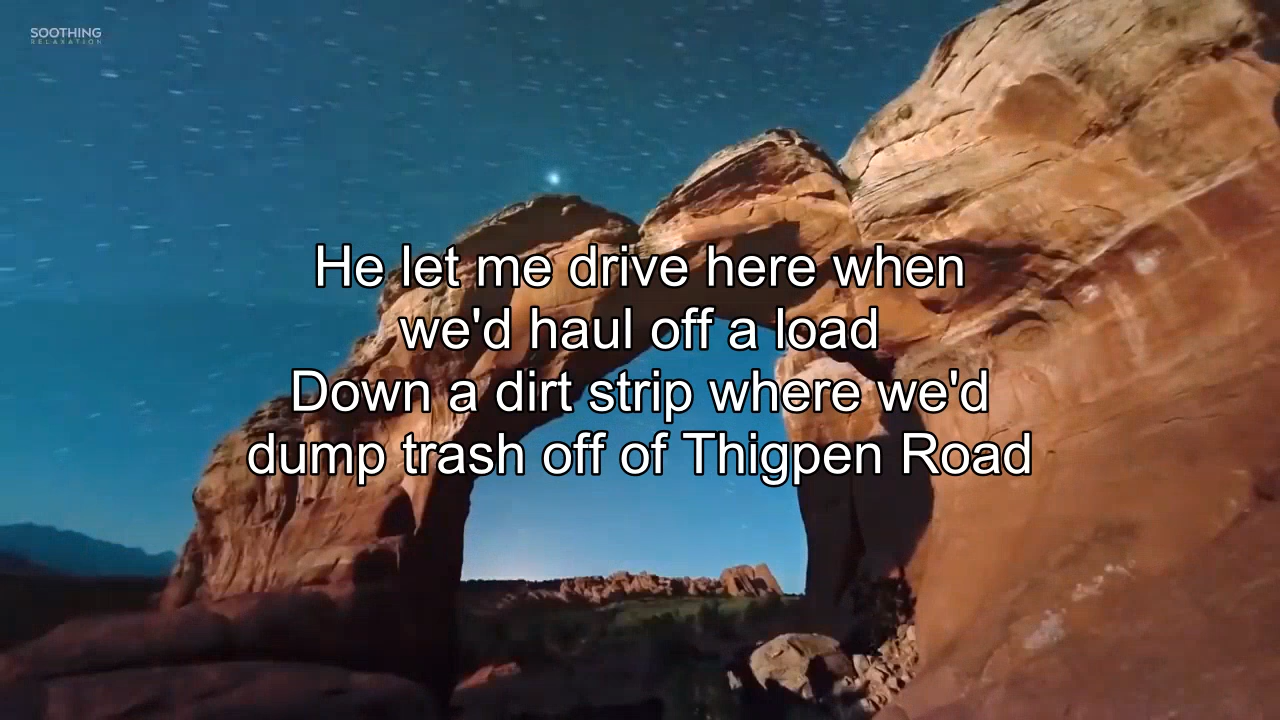 SOOTHING
RELAXATION
He let me drive here when
we'd haul off a load
Down a dirt strip where we'd
dump trash off of Thigpen Road